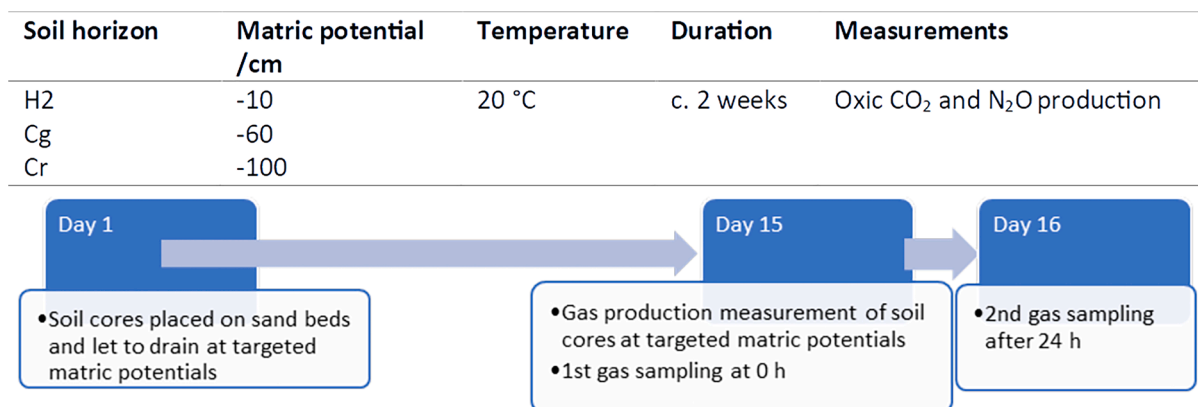 Soil horizon Matric potential Temperature Duration Measurements
/cm
H2 -10 20 °C c. 2 weeks Oxic CO₂ and N₂O production
Cg -60
Cr -100
Day 1
•Soil cores placed on sand beds
and let to drain at targeted
matric potentials
Day 15
•Gas production measurement of soil
cores at targeted matric potentials
•1st gas sampling at 0 h
Day 16
•2nd gas sampling
after 24 h